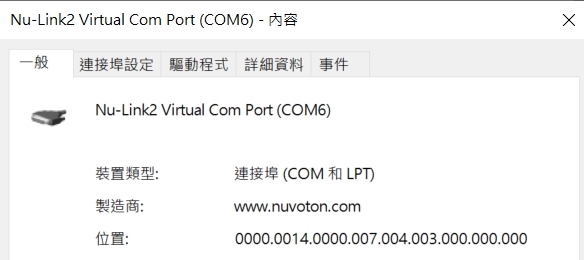 Nu-Link2 Virtual Com Port (COM6) - 內容
一般 連接埠設定 驅動程式 詳細資料 事件
Nu-Link2 Virtual Com Port (COM6)
裝置類型: 連接埠 (COM 和 LPT)
製造商: www.nuvoton.com
位置: 0000.0014.0000.007.004.003.000.000.000